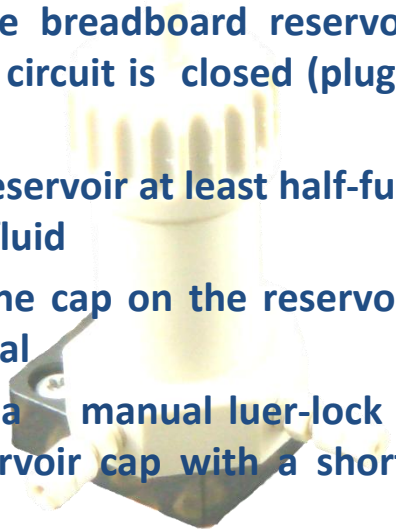 e breadboard reservo
circuit is closed (plug
eservoir at least half-fu
fluid
he cap on the reservo
al
a manual luer-lock
rvoir cap with a short